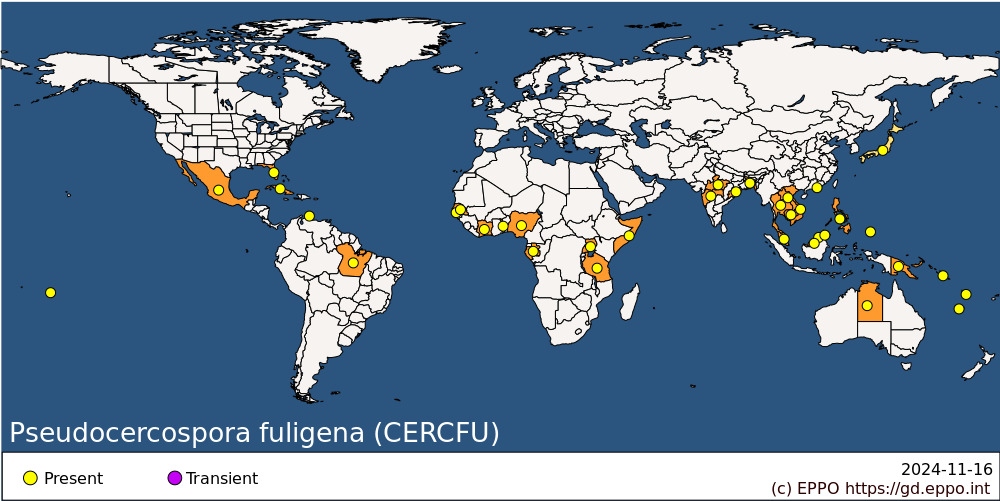 Pseudocercospora fuligena (CERCFU)
Present
Transient
2024-11-16
(c) EPPO https://gd.eppo.int